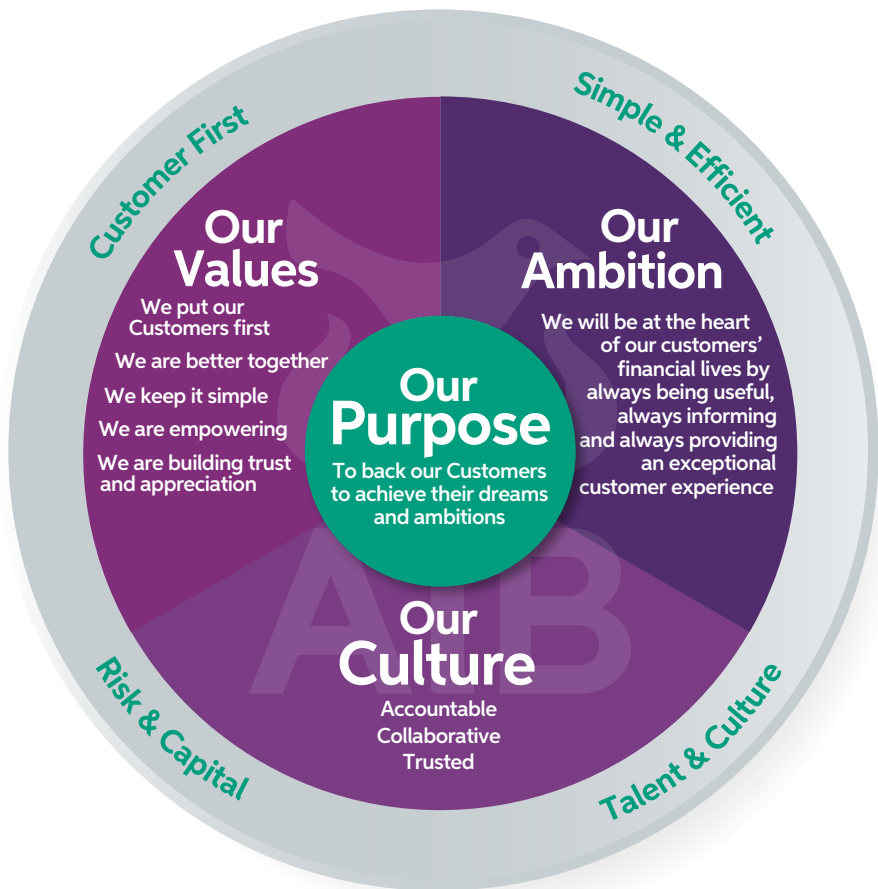 Customer First
Simple & Efficient
Our
Values
We put our
Customers first
We are better together
We keep it simple
We are empowering
We are building trust
and appreciation
Our
Ambition
We will be at the heart
of our customers’
financial lives by
always being useful,
always informing
and always providing
an exceptional
customer experience
Our
Purpose
To back our Customers
to achieve their dreams
and ambitions
AIB
Our
Culture
Accountable
Collaborative
Trusted
Risk & Capital
Talent & Culture